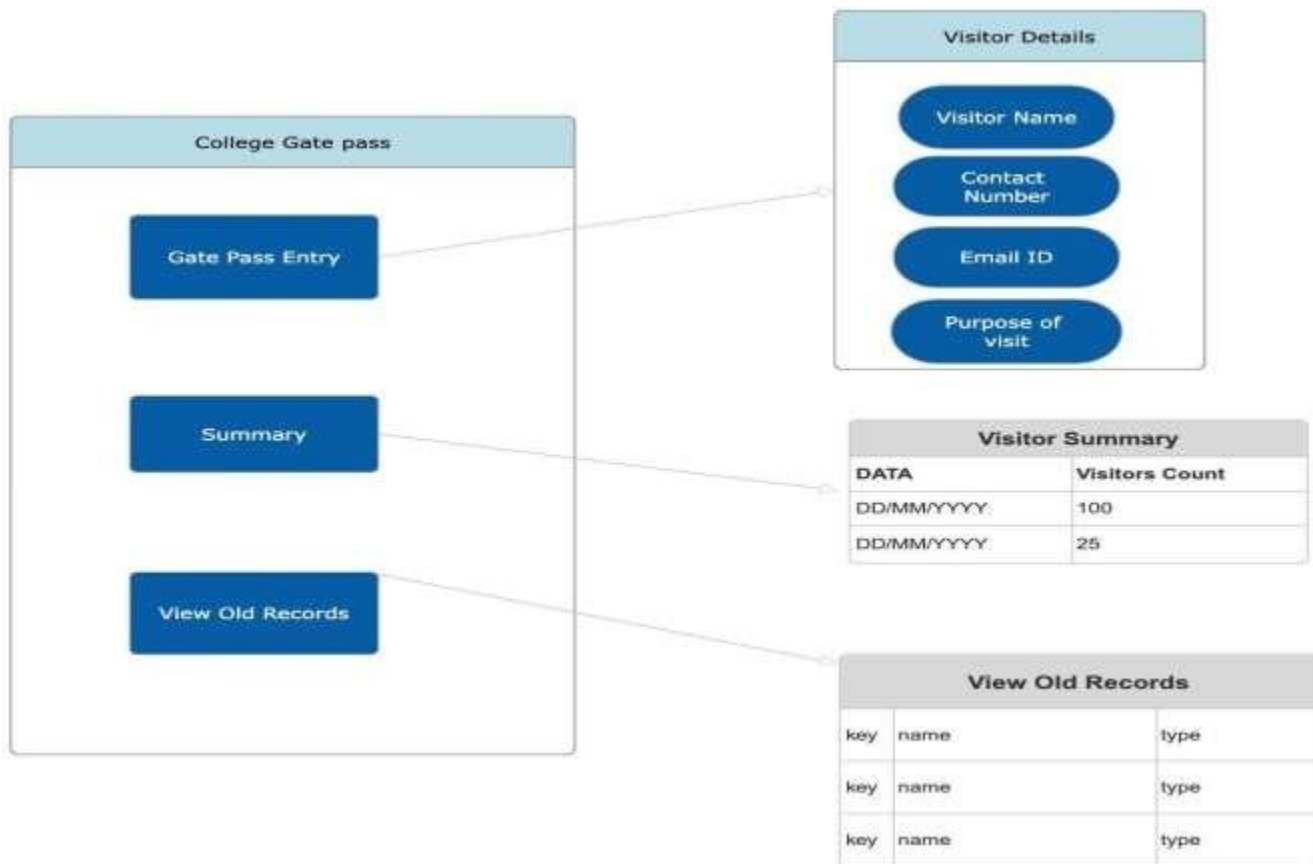 College Gate pass
Gate Pass Entry
Summary
View Old Records
Visitor Details
Visitor Name
Contact
Number
Email ID
Purpose of
visit
Visitor Summary
DATA Visitors Count
DD/MM/YYYY 100
DD/MM/YYYY 25
View Old Records
key name type
key name type
key name type